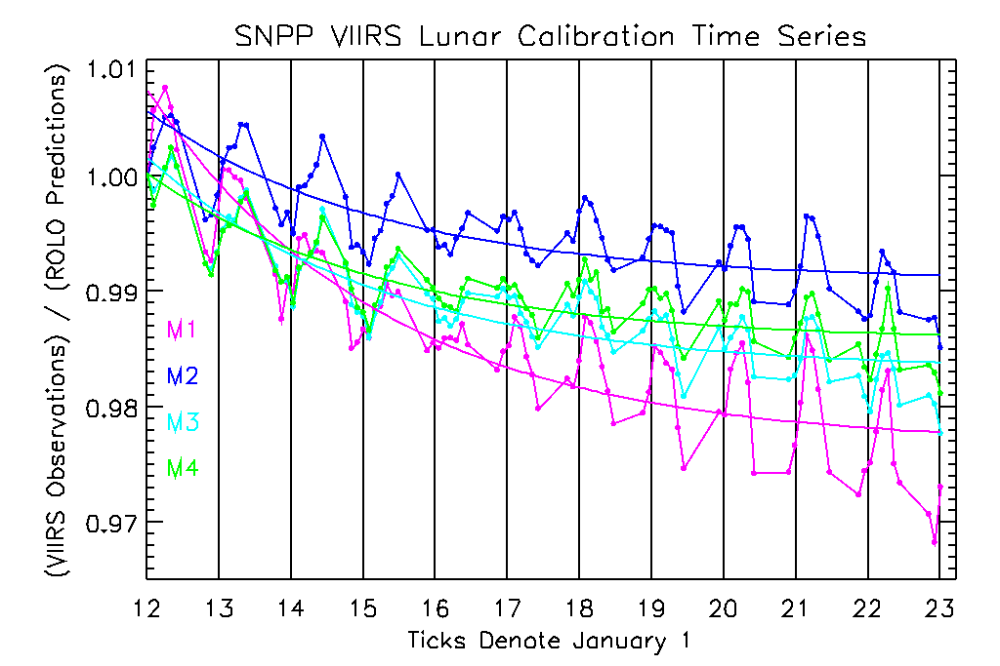 SNPP VIIRS Lunar Calibration Time Series
(VIIRS Observations) / (ROLO Predictions)
1.01
1.00
0.99
0.98
0.97
M1
M2
M3
M4
12 13 14 15 16 17 18 19 20 21 22 23
Ticks Denote January 1